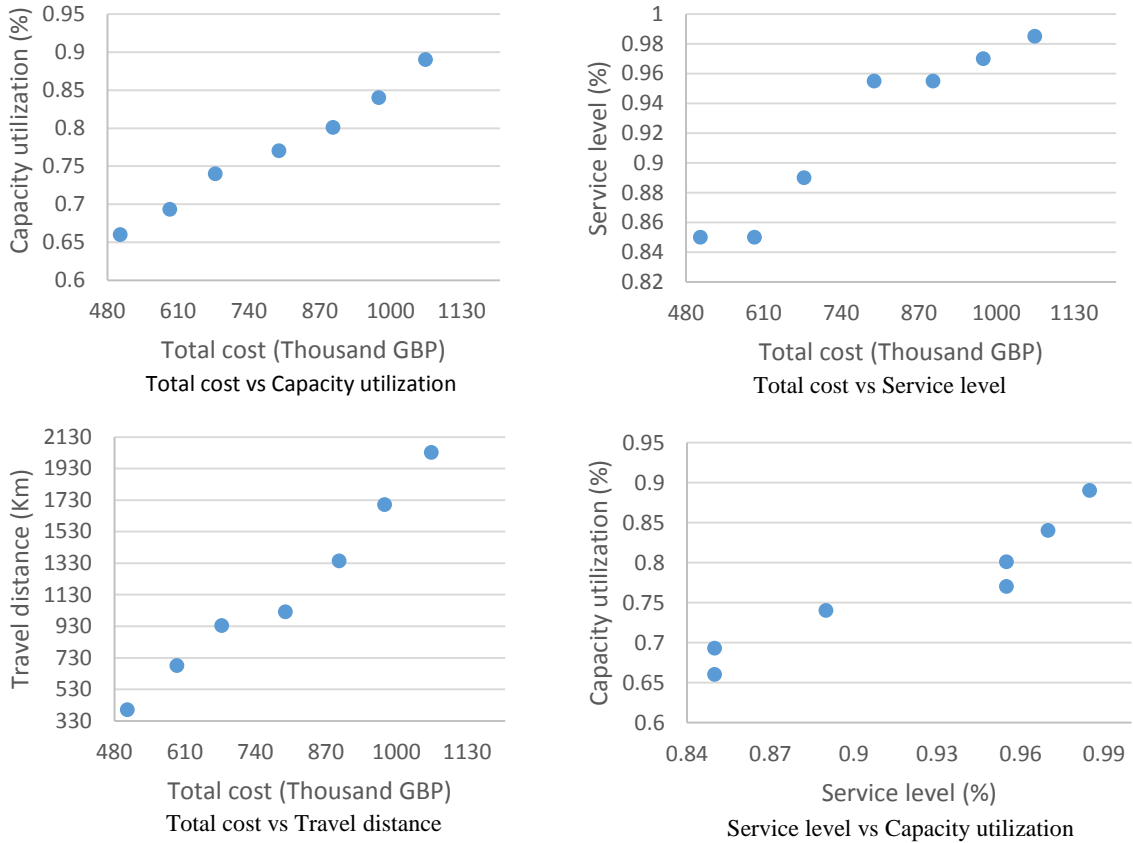 Capacity utilization (%)
0.95
0.9
0.85
0.8
0.75
0.7
0.65
0.6
480 610 740 870 1000 1130
Total cost (Thousand GBP)
Total cost vs Capacity utilization
Service level (%)
1
0.98
0.96
0.94
0.92
0.9
0.88
0.86
0.84
0.82
480 610 740 870 1000 1130
Total cost (Thousand GBP)
Total cost vs Service level
Travel distance (Km)
2130
1930
1730
1530
1330
1130
930
730
530
330
480 610 740 870 1000 1130
Total cost (Thousand GBP)
Total cost vs Travel distance
Capacity utilization (%)
0.95
0.9
0.85
0.8
0.75
0.7
0.65
0.6
0.84 0.87 0.9 0.93 0.96 0.99
Service level (%)
Service level vs Capacity utilization